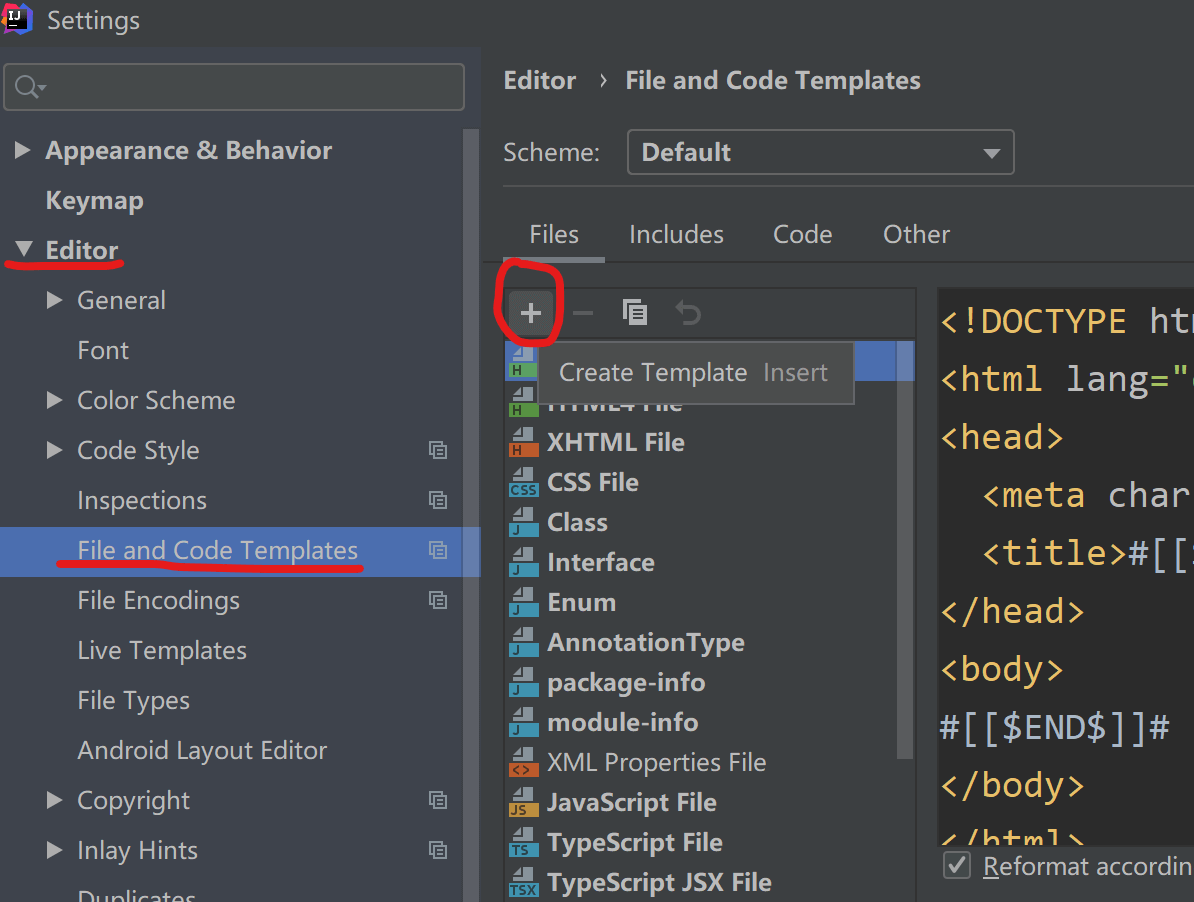 Settings
Appearance & Behavior
Keymap
Editor
General
Font
Color Scheme
Code Style
Inspections
File and Code Templates
File Encodings
Live Templates
File Types
Android Layout Editor
Copyright
Inlay Hints
Duplicates
Editor › File and Code Templates
Scheme: Default
Files Includes Code Other
Create Template Insert
HTML4 File
XHTML File
CSS File
Class
Interface
Enum
AnnotationType
package-info
module-info
XML Properties File
JavaScript File
TypeScript File
TypeScript JSX File
<!DOCTYPE htm
<html lang="
<head>
<meta char
<title>#[[$
</head>
<body>
#[[$END$]]#
</body>
</html>
Reformat accordin